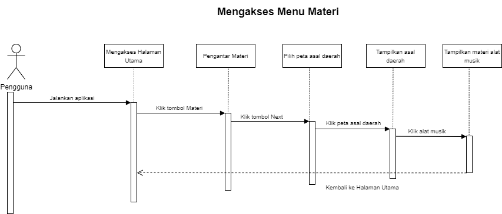 Mengakses Menu Materi
Mengakses Halaman
Utama
Pengantar Materi
Pilih peta asal daerah
Tampilkan asal
daerah
Tampilkan materi alat
musik
Pengguna
Jalankan aplikasi
Klik tombol Materi
Klik tombol Next
Klik peta asal daerah
Klik alat musik
Kembali ke Halaman Utama